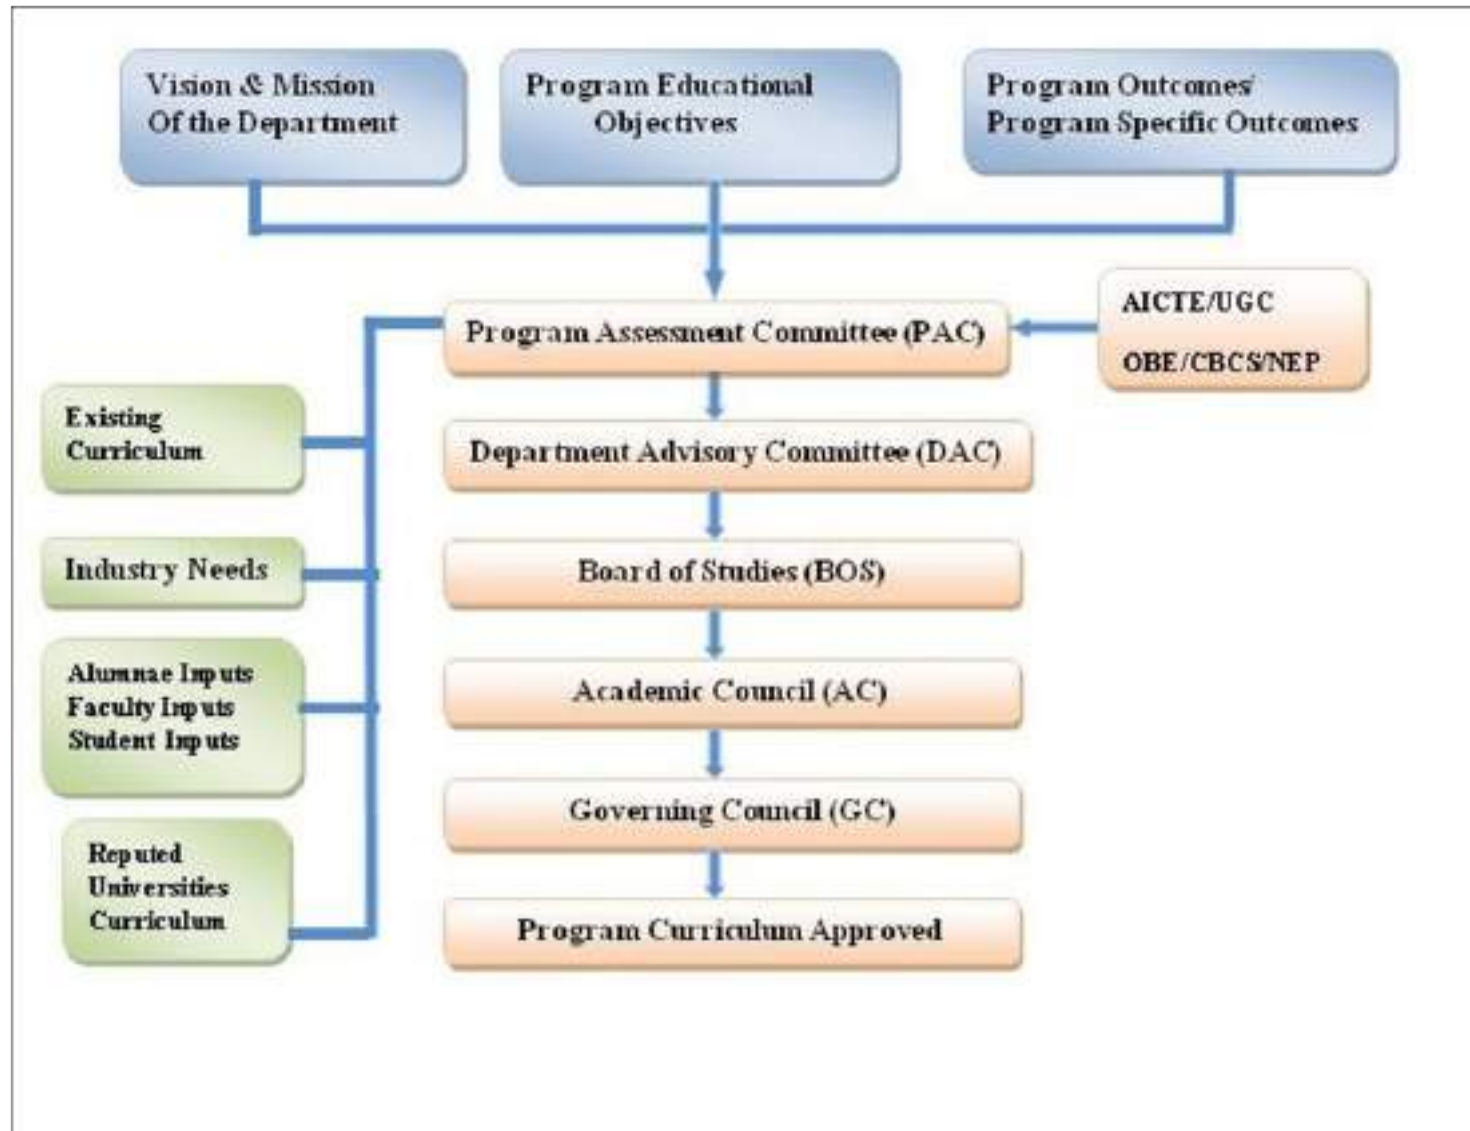 Vision & Mission
Of the Department
Program Educational
Objectives
Program Outcomes/
Program Specific Outcomes
AICTE/UGC
OBE/CBCS/NEP
Program Assessment Committee (PAC)
Existing
Curriculum
Department Advisory Committee (DAC)
Industry Needs
Board of Studies (BOS)
Alumnae Inputs
Faculty Inputs
Student Inputs
Academic Council (AC)
Governing Council (GC)
Reputed
Universities
Curriculum
Program Curriculum Approved